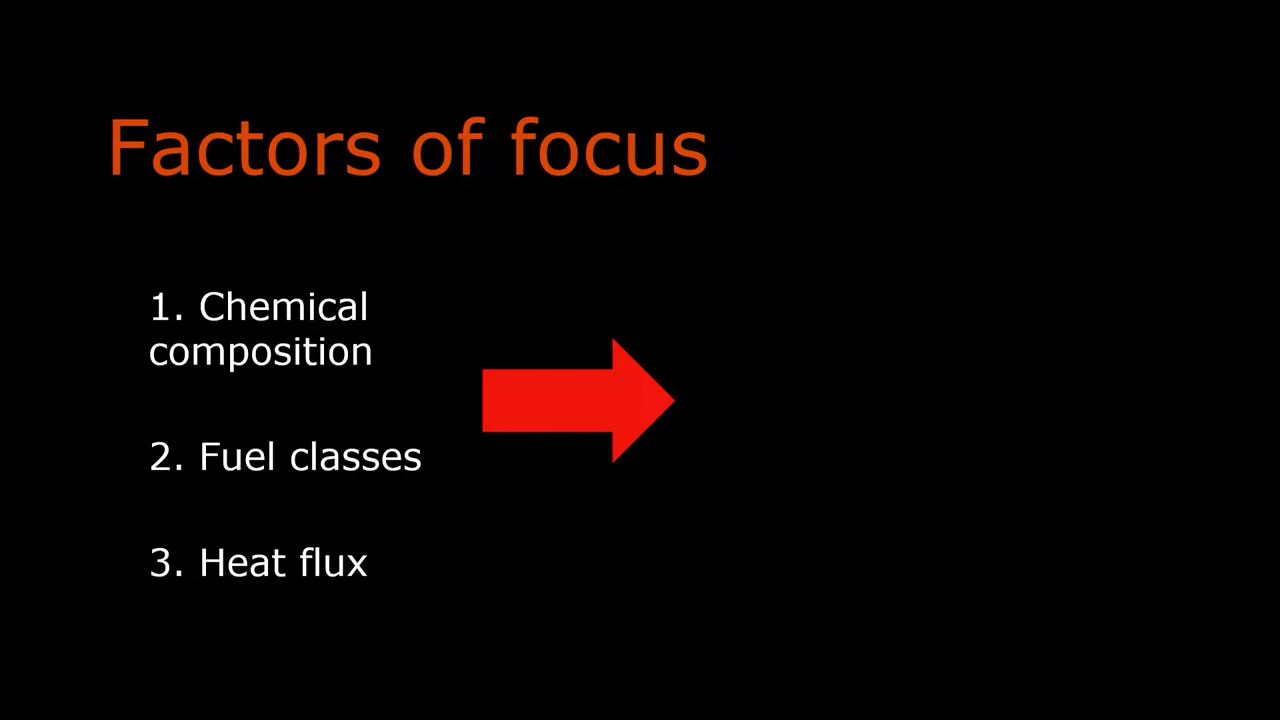 Factors of focus
1. Chemical
composition
2. Fuel classes
3. Heat flux